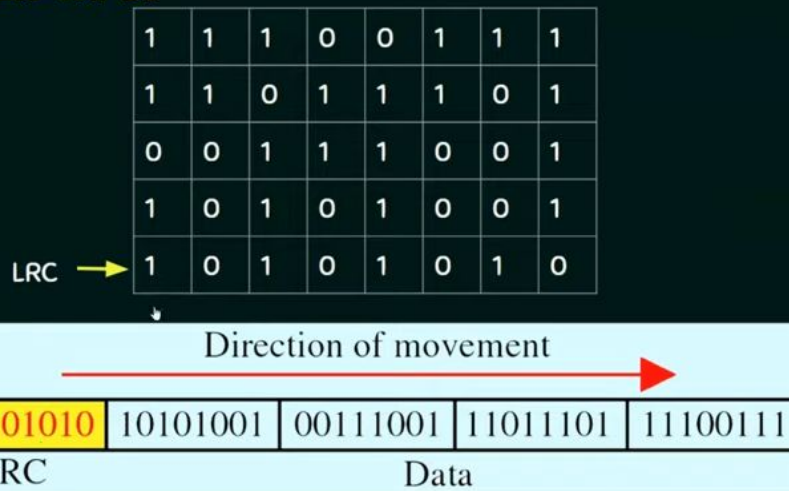 1 1 1 0 0 1 1 1
1 1 0 1 1 1 0 1
0 0 1 1 1 0 0 1
1 0 1 0 1 0 0 1
LRC 1 0 1 0 1 0 1 0
Direction of movement
01010 10101001 00111001 11011101 11100111
RC Data